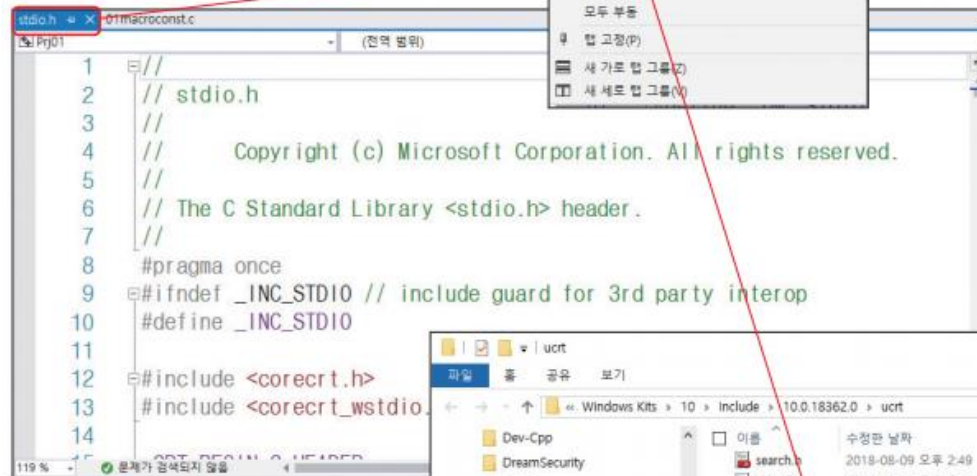 모두 부동
탭 고정(P)
새 가로 탭 그룹(Z)
새 세로 탭 그룹(V)
stdio.h 01macroconst.c
Prj01 (전역 범위)
1 //
2 // stdio.h
3 //
4 // Copyright (c) Microsoft Corporation. All rights reserved.
5 //
6 // The C Standard Library <stdio.h> header.
7 //
8 #pragma once
9 #ifndef _INC_STDIO // include guard for 3rd party interop
10 #define _INC_STDIO
11
12 #include <corecrt.h>
13 #include <corecrt_wstdio.
14
119 % 문제가 검색되지 않음
ucrt
파일 홈 공유 보기
« Windows Kits > 10 > Include > 10.0.18362.0 > ucrt
Dev-Cpp
DreamSecurity
이름 수정한 날짜
search.h 2018-08-09 오후 2:49